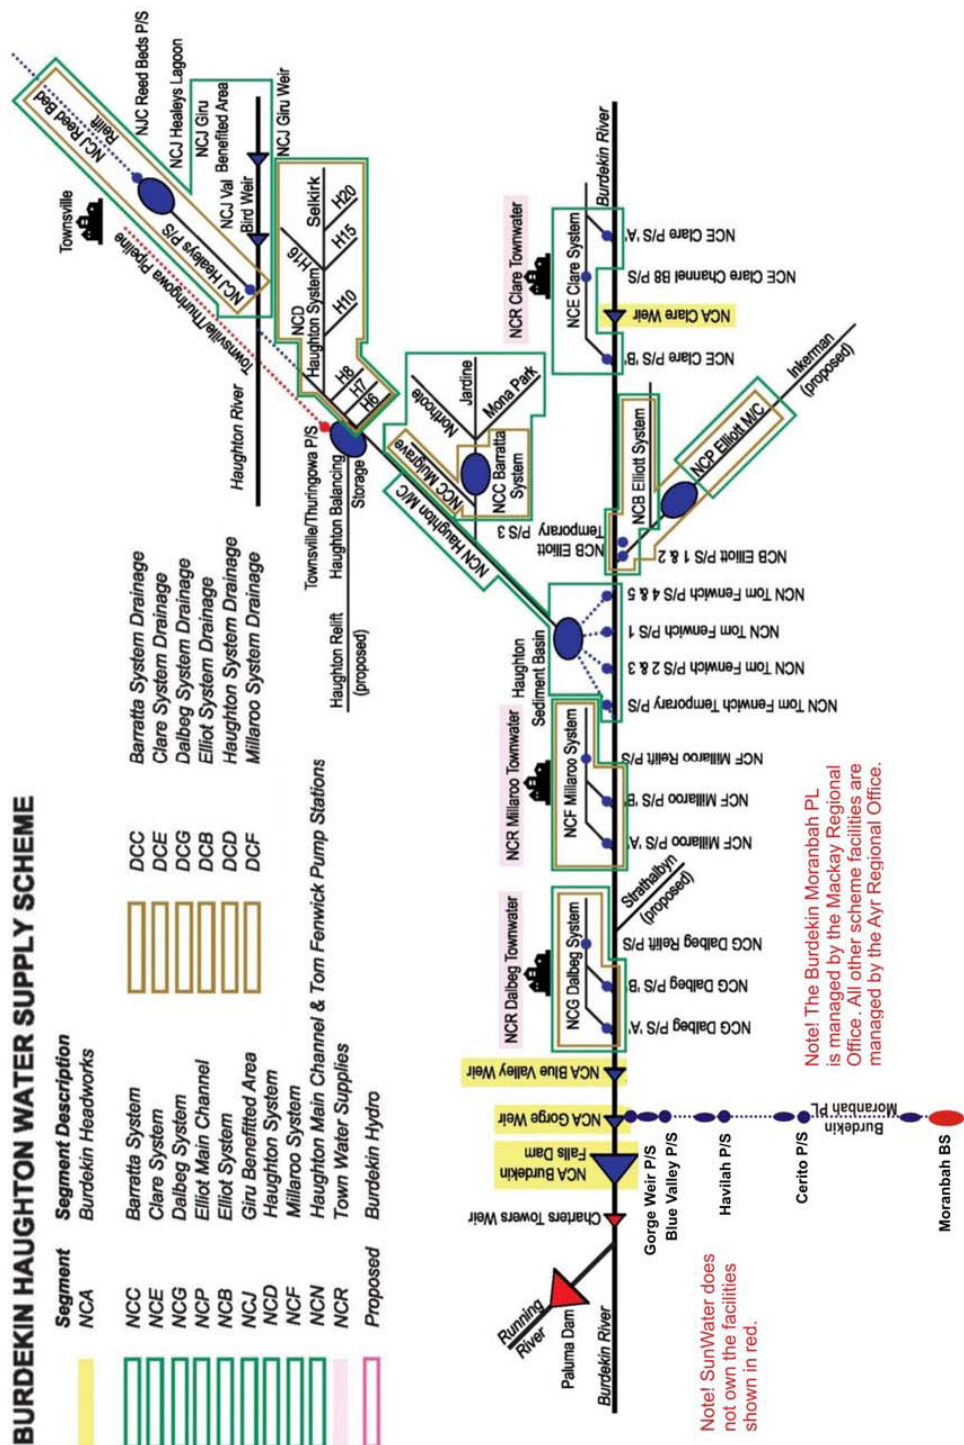 BURDEKIN HAUGHTON WATER SUPPLY SCHEME
Segment Segment Description
NCA Burdekin Headworks
NCC Barratta System
NCE Clare System
NCG Dalbeg System
NCP Elliot Main Channel
NCB Elliot System
NCJ Giru Benefitted Area
NCD Haughton System
NCF Millaroo System
NCN Haughton Main Channel & Tom Fenwick Pump Stations
NCR Town Water Supplies
Proposed Burdekin Hydro
DCC Barratta System Drainage
DCE Clare System Drainage
DCG Dalbeg System Drainage
DCB Elliot System Drainage
DCD Haughton System Drainage
DCF Millaroo System Drainage
NCJ Reed Bed
Relift
NJC Reed Beds P/S
NCJ Healeys Lagoon
NCJ Giru
Benefited Area
NCJ Val
Bird Weir
NCJ Giru Weir
NCJ Healeys P/S
Townsville
Townsville/Thuringowa Pipeline
Haughton River
NCD
Haughton System
Selkirk
H20
H16
H15
H10
H8
H7
H6
Townsville/Thuringowa P/S
Haughton Balancing
Storage
Haughton Relift
(proposed)
NCN Haughton M/C
NCC Mulgrave
Northcote
Jardine
Mona Park
NCC Barratta
System
Haughton
Sediment Basin
NCR Clare Townwater
NCE Clare System
Burdekin River
NCE Clare P/S 'A'
NCE Clare Channel BB P/S
NCA Clare Weir
NCE Clare P/S 'B'
NCB Elliott
Temporary
P/S 3
NCB Elliott System
NCP Elliott M/C
Inkerman
(proposed)
NCB Elliott P/S 1 & 2
NCN Tom Fenwich P/S 4 & 5
NCN Tom Fenwich P/S 1
NCN Tom Fenwich P/S 2 & 3
NCN Tom Fenwich Temporary P/S
NCR Millaroo Townwater
NCF Millaroo System
NCF Millaroo Relift P/S
NCF Millaroo P/S 'B'
NCF Millaroo P/S 'A'
NCR Dalbeg Townwater
NCG Dalbeg System
Strathalbyn
(proposed)
NCG Dalbeg Relift P/S
NCG Dalbeg P/S 'B'
NCG Dalbeg P/S 'A'
NCA Blue Valley Weir
NCA Gorge Weir
NCA Burdekin
Falls Dam
Charters Towers Weir
Running
River
Paluma Dam
Burdekin River
Gorge Weir P/S
Blue Valley P/S
Havilah P/S
Cerito P/S
Burdekin
Moranbah PL
Moranbah BS
Note! SunWater does
not own the facilities
shown in red.
Note! The Burdekin Moranbah PL
is managed by the Mackay Regional
Office. All other scheme facilities are
managed by the Ayr Regional Office.